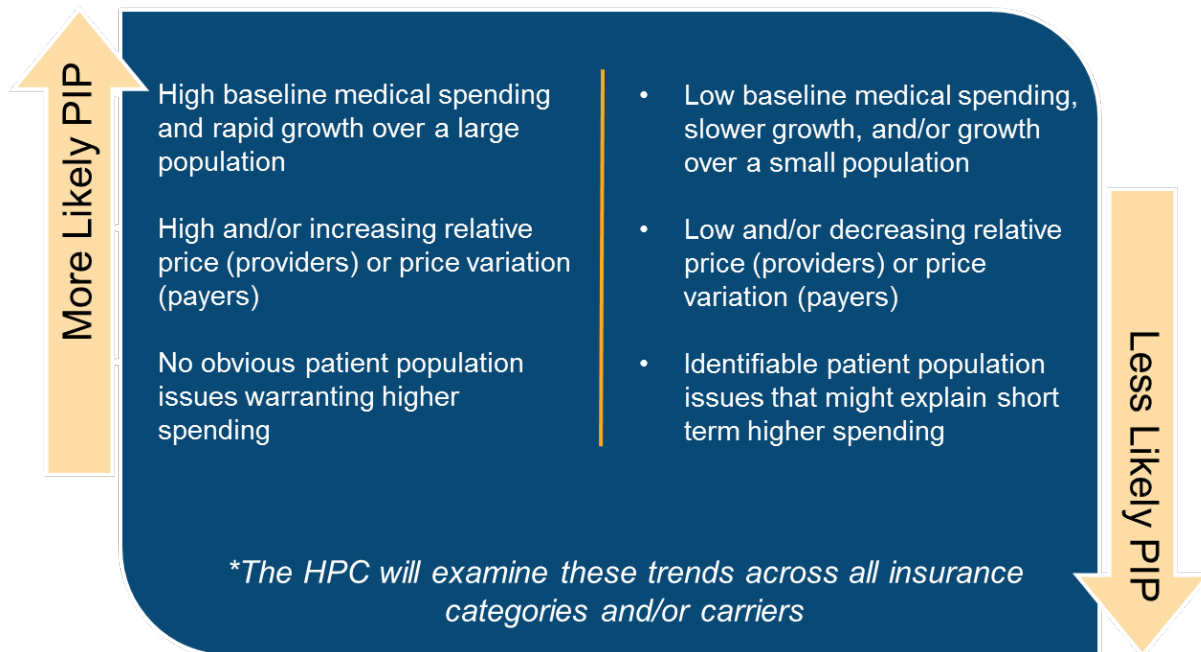 More Likely PIP
High baseline medical spending
and rapid growth over a large
population
High and/or increasing relative
price (providers) or price variation
(payers)
No obvious patient population
issues warranting higher
spending
• Low baseline medical spending,
slower growth, and/or growth
over a small population
• Low and/or decreasing relative
price (providers) or price
variation (payers)
• Identifiable patient population
issues that might explain short
term higher spending
Less Likely PIP
*The HPC will examine these trends across all insurance
categories and/or carriers